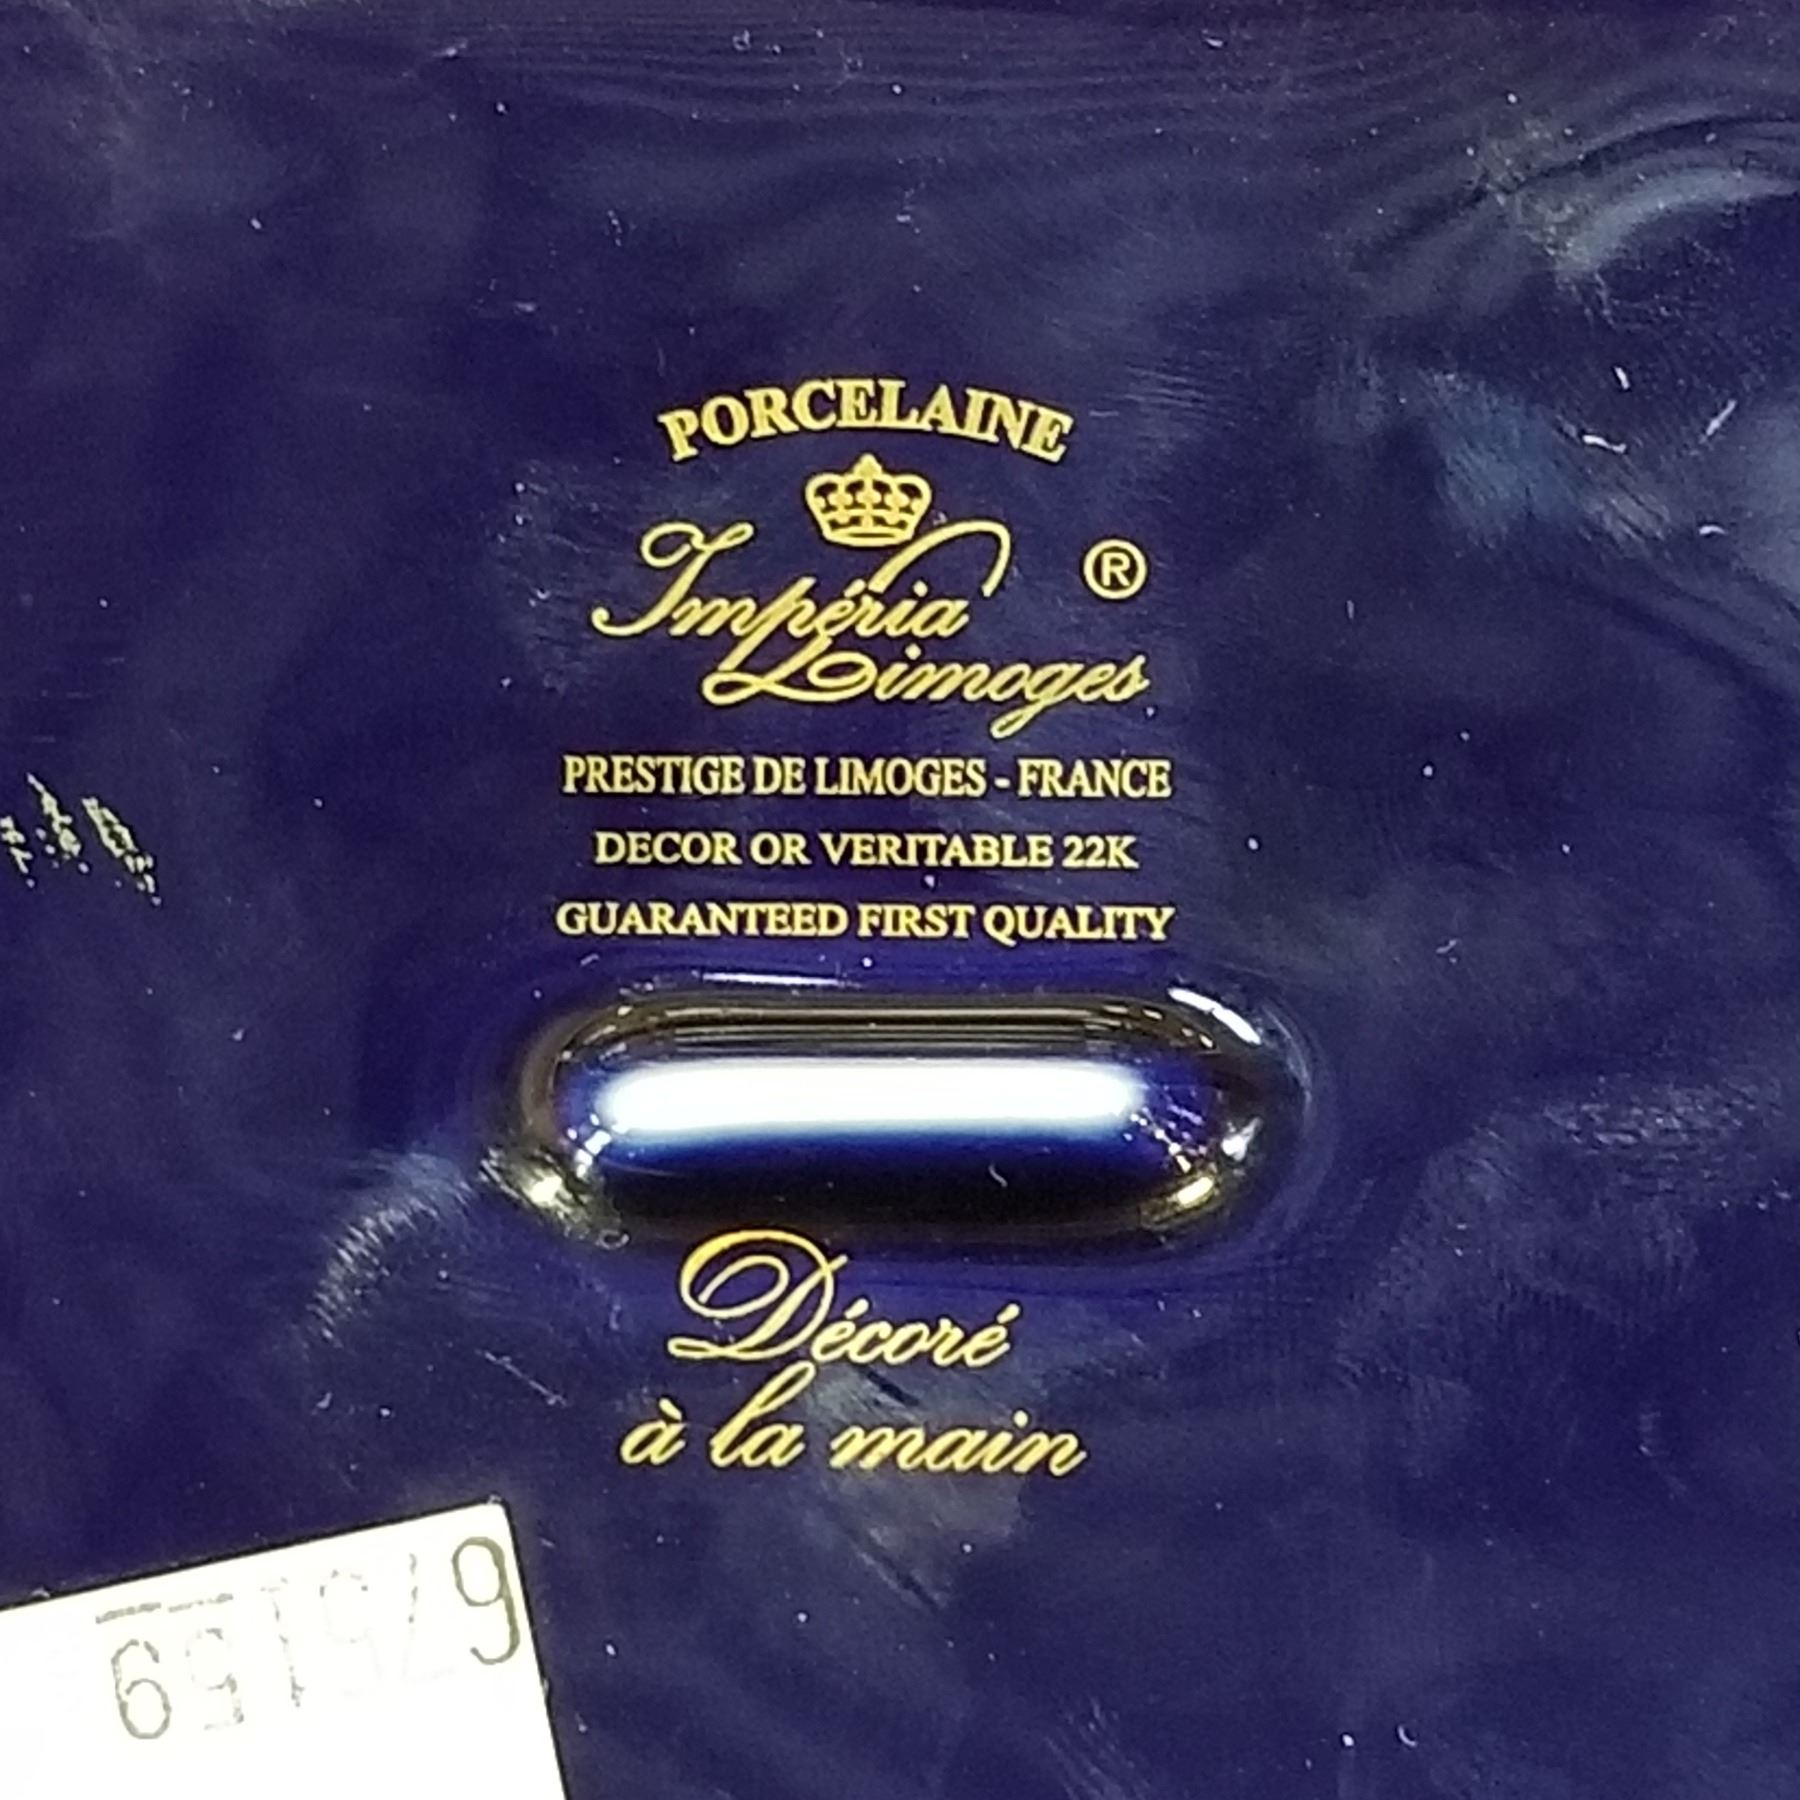 PORCELAINE
Impéria ®
Limoges
PRESTIGE DE LIMOGES - FRANCE
DECOR OR VERITABLE 22K
GUARANTEED FIRST QUALITY
Décoré
à la main